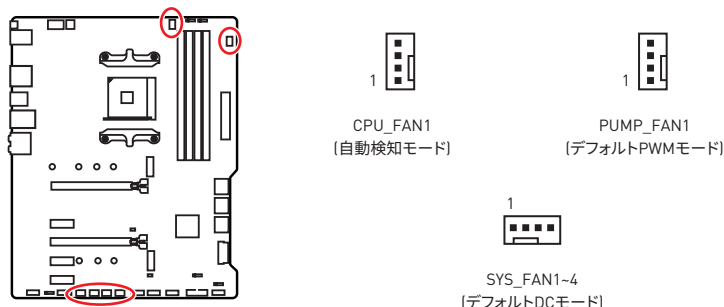 1
CPU_FAN1
(自動検知モード)
1
PUMP_FAN1
(デフォルトPWMモード)
1
SYS_FAN1~4
(デフォルトDCモード)